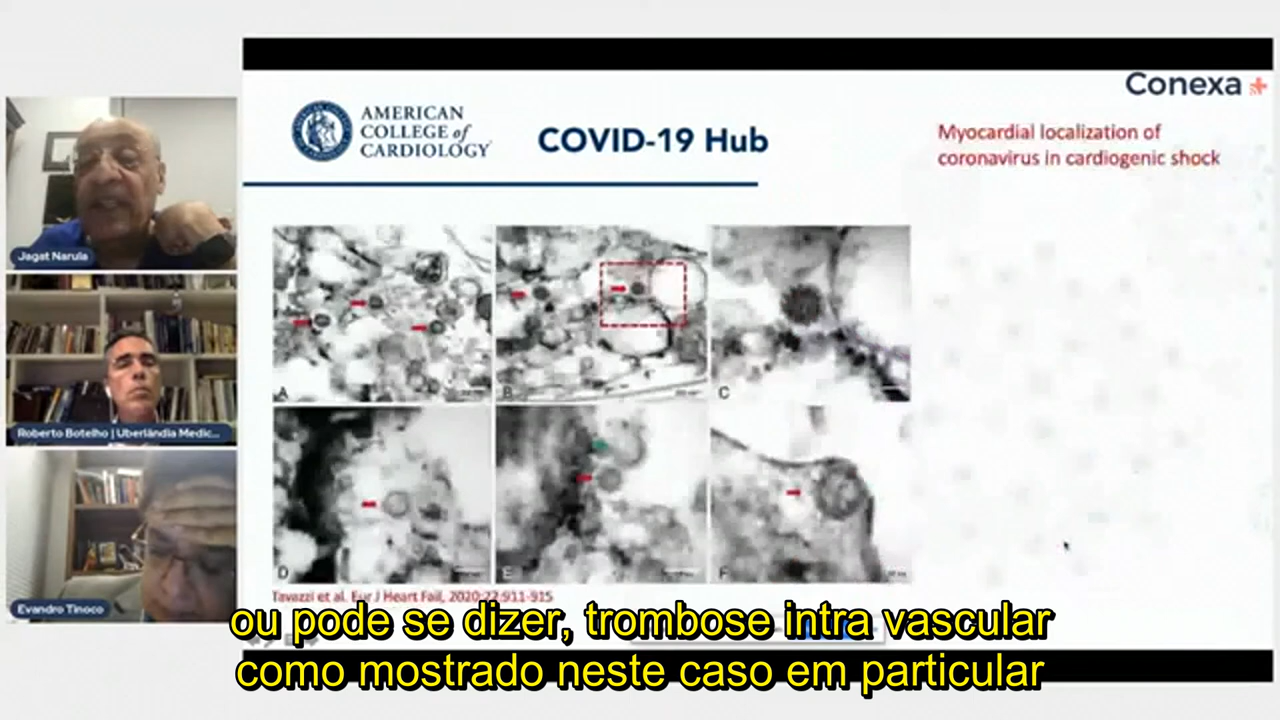 Conexa
AMERICAN
COLLEGE of
CARDIOLOGY
COVID-19 Hub
Myocardial localization of
coronavirus in cardiogenic shock
Jagat Narula
Roberto Botelho | Uberlândia Medic...
Evandro Tinoco
A
B
C
D
E
F
Tavazzi et al. Eur J Heart Fail, 2020;22:911-915
ou pode se dizer, trombose intra vascular
como mostrado neste caso em particular